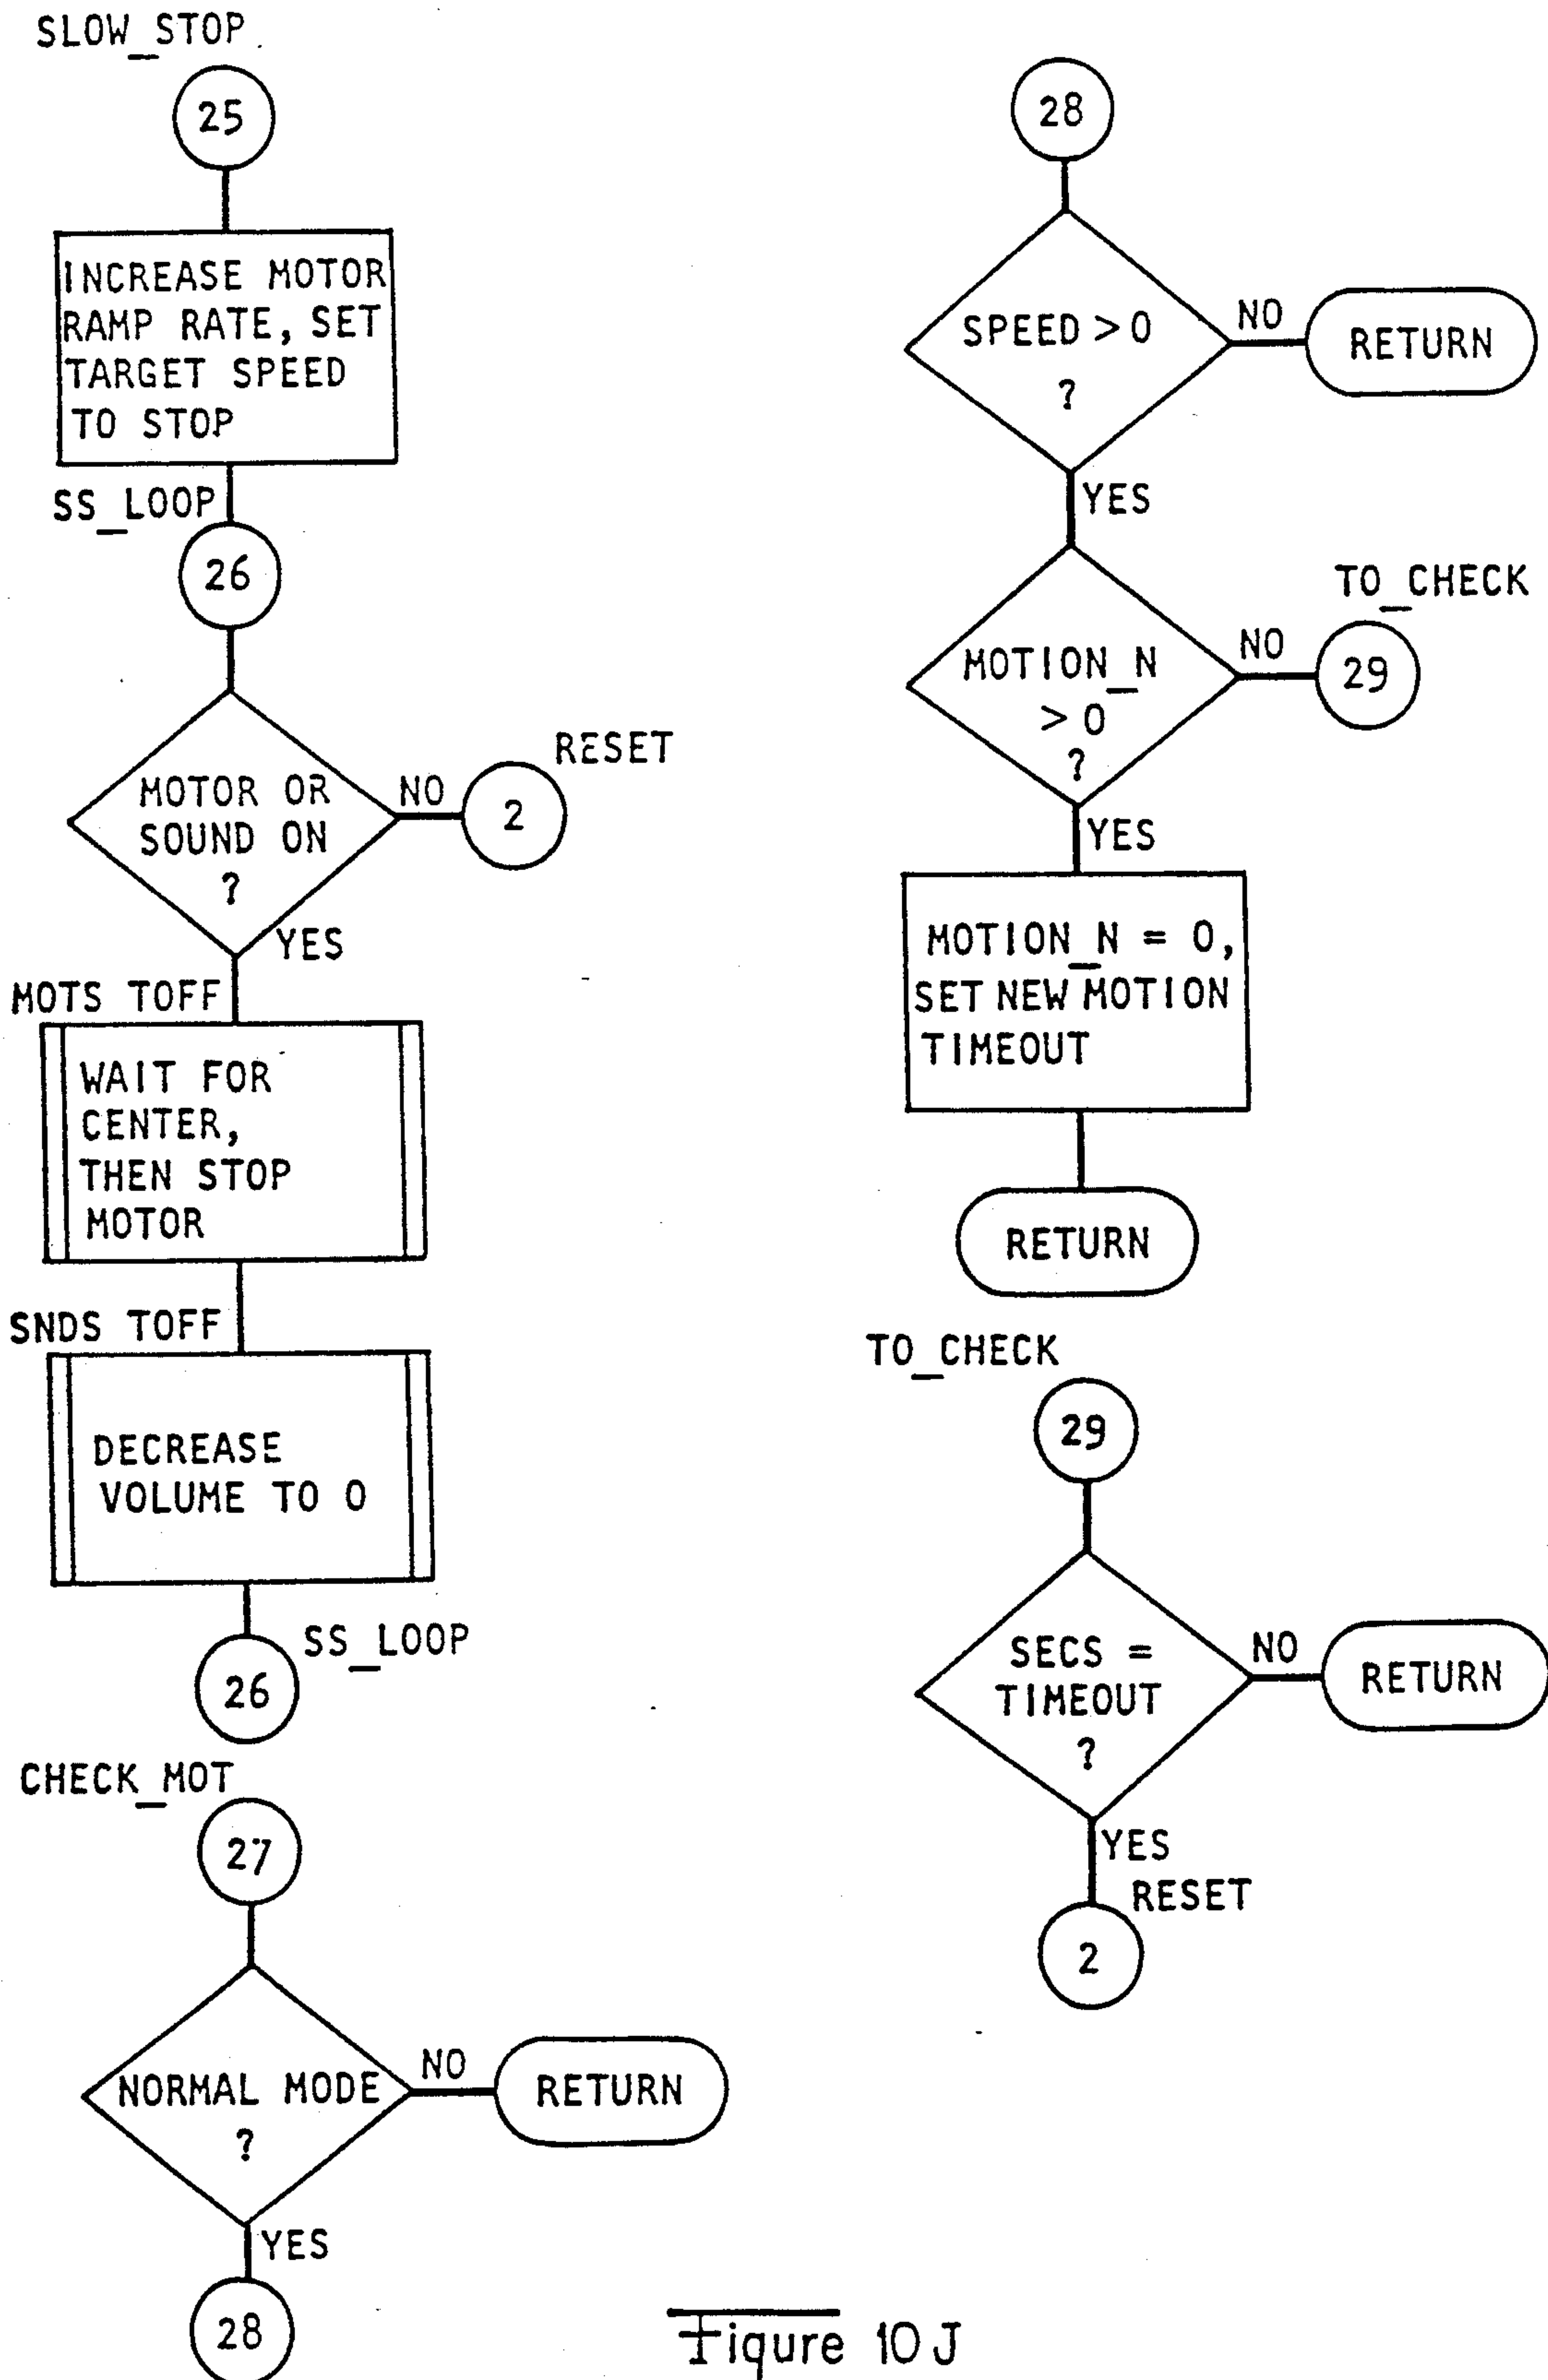 SLOW_STOP
25
INCREASE MOTOR
RAMP RATE, SET
TARGET SPEED
TO STOP
SS_LOOP
26
MOTOR OR
SOUND ON
?
NO
RESET
2
YES
MOTS TOFF
WAIT FOR
CENTER,
THEN STOP
MOTOR
SNDS TOFF
DECREASE
VOLUME TO 0
SS_LOOP
26
CHECK_MOT
27
NORMAL MODE
?
NO
RETURN
YES
28
28
SPEED > 0
?
NO
RETURN
YES
MOTION_N
> 0
?
NO
TO_CHECK
29
YES
MOTION_N = 0,
SET NEW MOTION
TIMEOUT
RETURN
TO_CHECK
29
SECS =
TIMEOUT
?
NO
RETURN
YES
RESET
2
Figure 10J